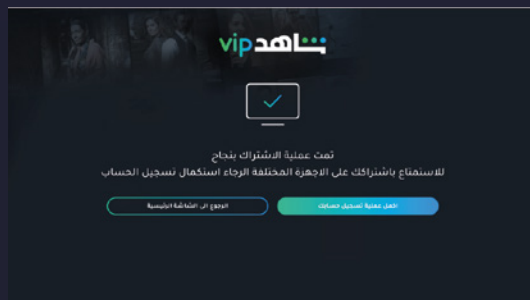 شاهد vip
تمت عملية الاشتراك بنجاح
للاستمتاع باشتراكك على الاجهزة المختلفة الرجاء استكمال تسجيل الحساب
اكمل عملية تسجيل حسابك
الرجوع الى الشاشة الرئيسية